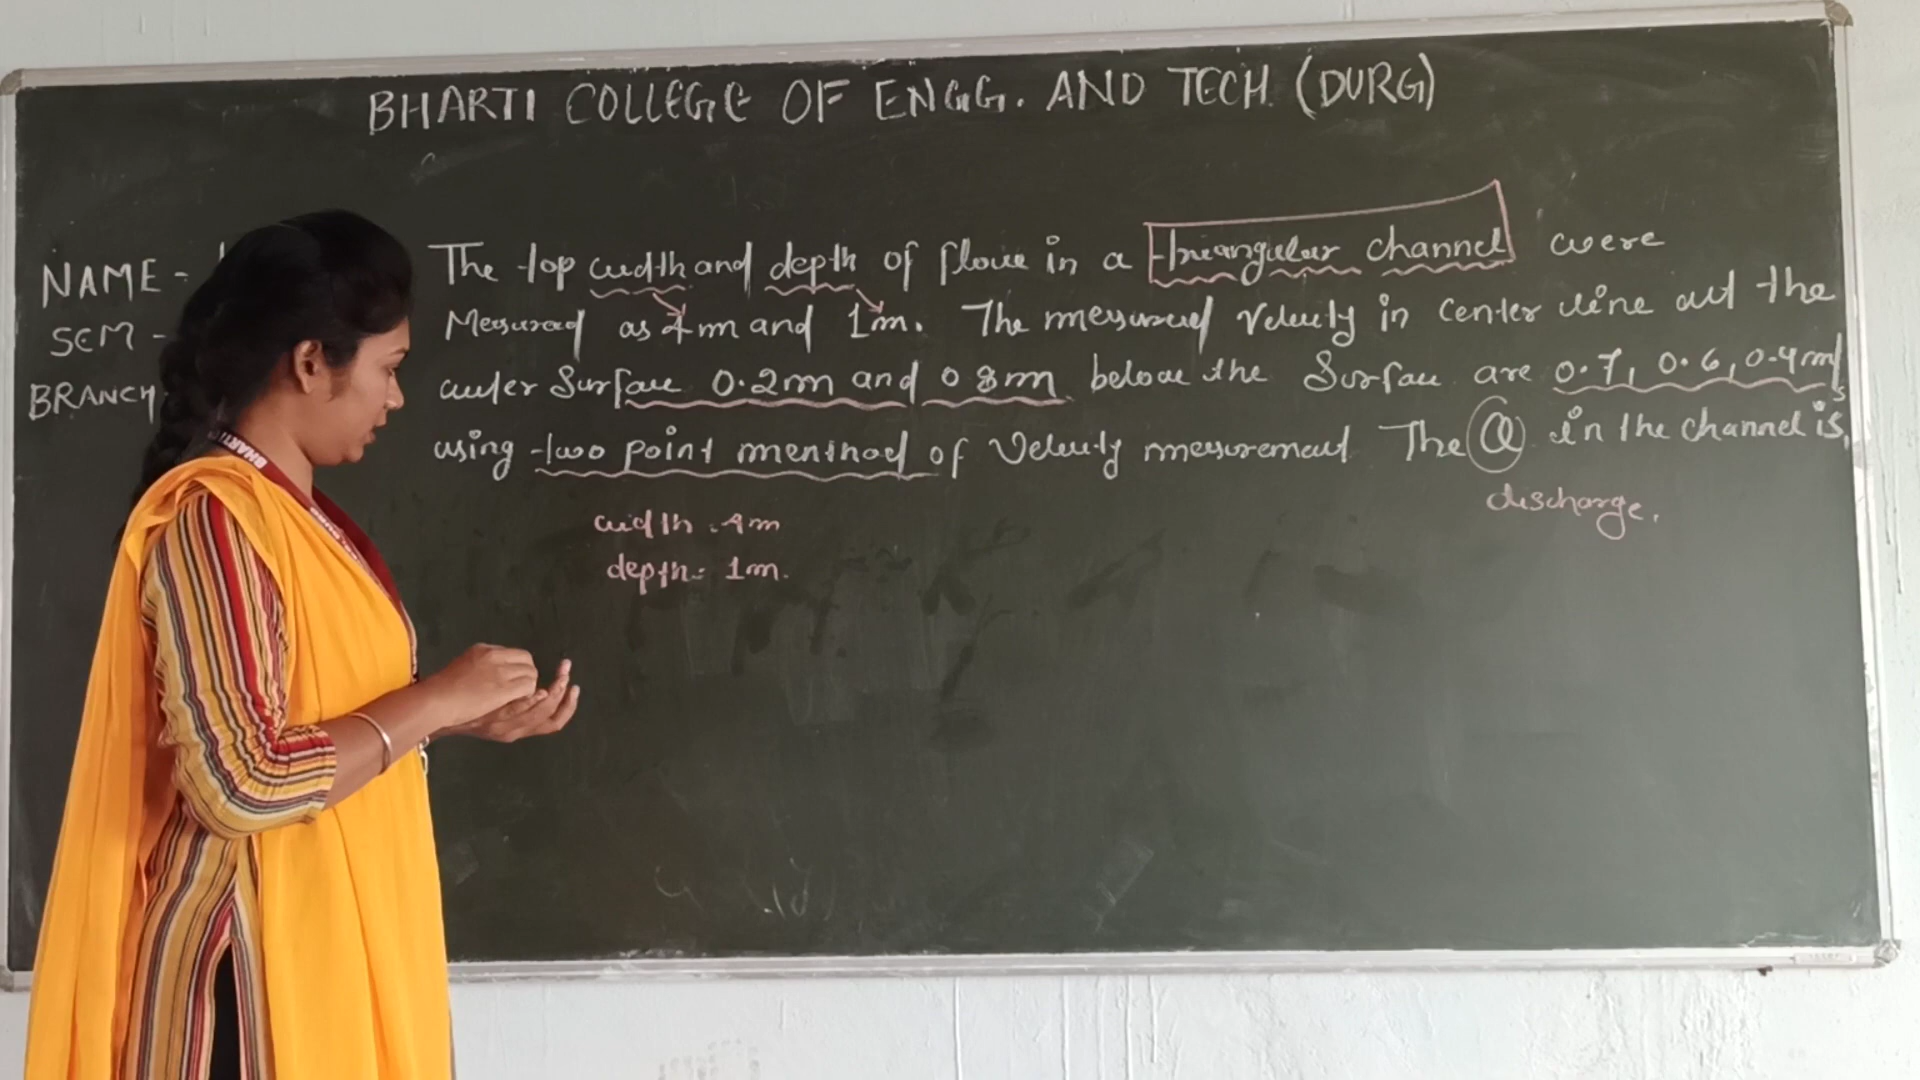 BHARTI COLLEGE OF ENGG. AND TECH. (DURG)
NAME -
SEM -
BRANCH
The top width and depth of flow in a triangular channel were
Measured as 4m and 1m. The measured Velocity in center line at the
water Surface 0.2m and 0.8m below the Surface are 0.7, 0.6, 0.4 m/s
using two point menthod of Velocity measurement The Q in the channel is,
discharge.
width = 4m
depth = 1m.
BHARTI